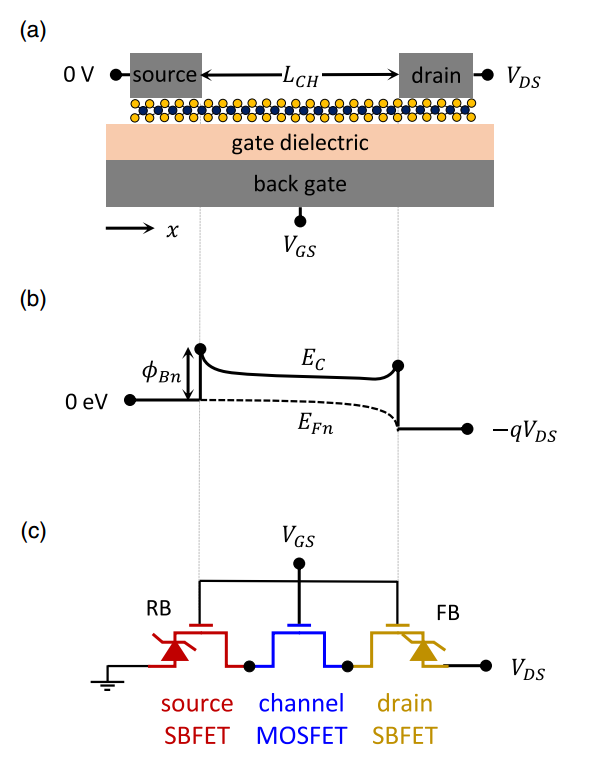 (a)
0 V source L_CH drain V_DS
gate dielectric
back gate
x
V_GS
(b)
ϕ_Bn E_C
0 eV
E_Fn −qV_DS
(c)
V_GS
RB FB
V_DS
source channel drain
SBFET MOSFET SBFET